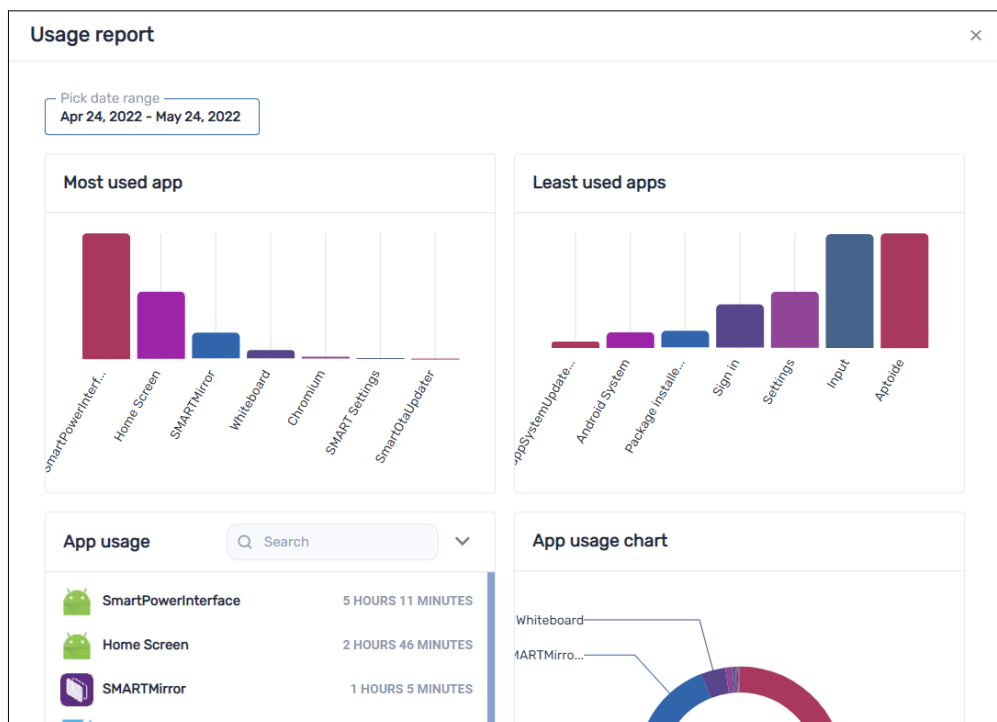 Usage report
Pick date range
Apr 24, 2022 - May 24, 2022
Most used app
SmartPowerInterf...
Home Screen
SMARTMirror
Whiteboard
Chromium
SMART Settings
SmartOtaUpdater
Least used apps
ppSystemUpdate...
Android System
Package installe...
Sign in
Settings
Input
Aptoide
App usage
Search
SmartPowerInterface
5 HOURS 11 MINUTES
Home Screen
2 HOURS 46 MINUTES
SMARTMirror
1 HOURS 5 MINUTES
App usage chart
Whiteboard
MARTMirro...